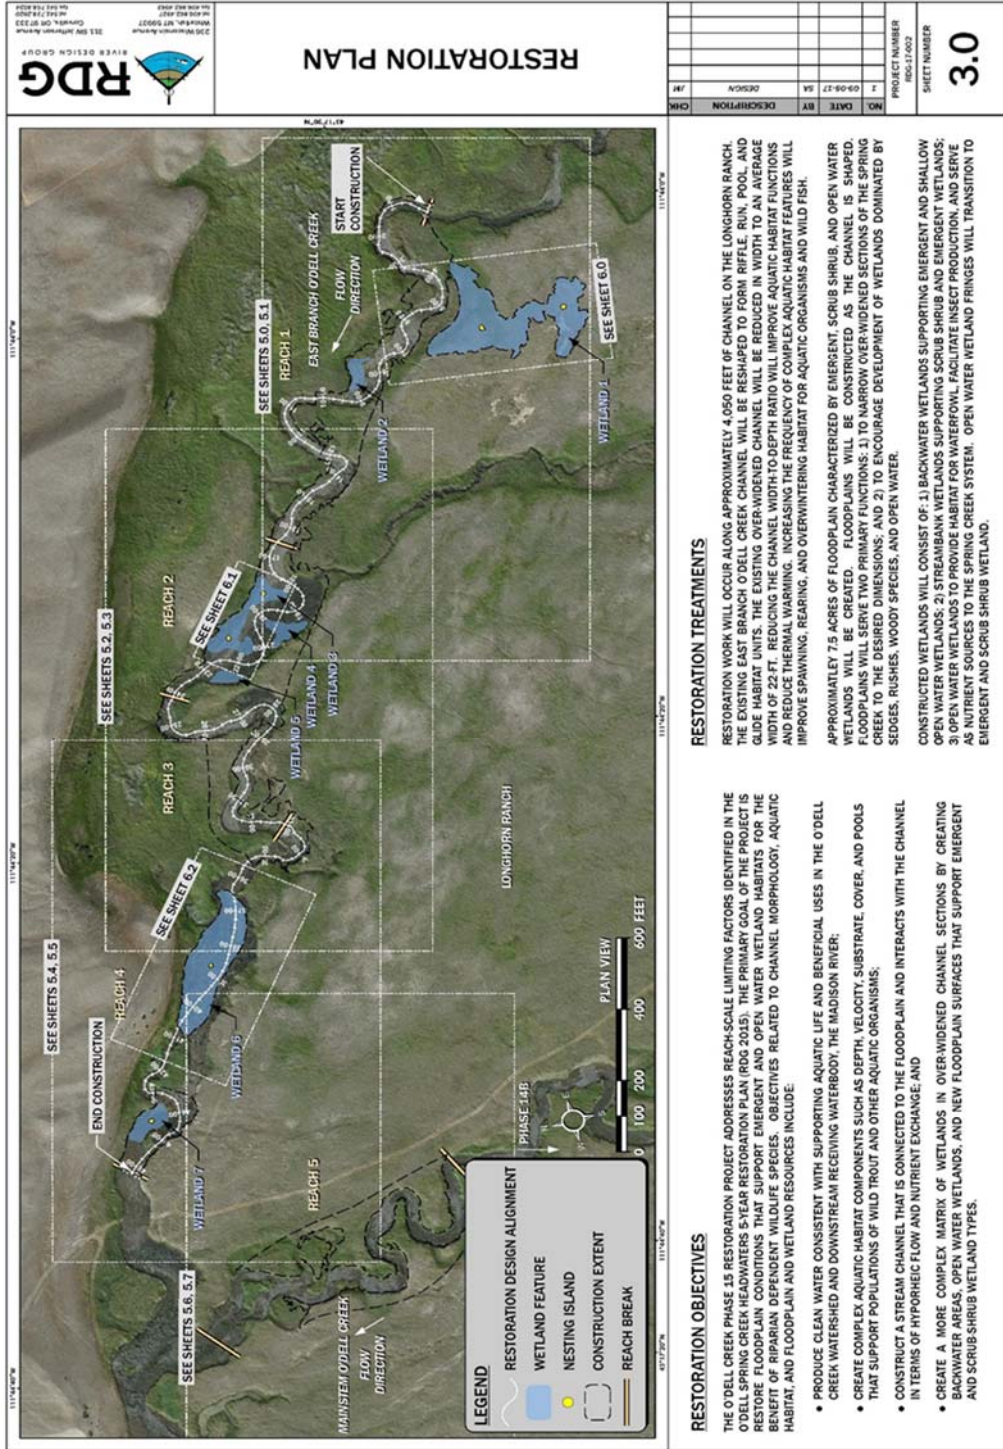 RESTORATION PLAN
RDG
RIVER DESIGN GROUP
236 Wisconsin Avenue
Whitefish, MT 59937
311 SW Jefferson Avenue
Corvallis, OR 97333
NO.
DATE
BY
DESCRIPTION
CHK
1
09-08-17
SA
DESIGN
JM
PROJECT NUMBER
RDG-17-002
SHEET NUMBER
3.0
SEE SHEETS 5.4, 5.5
SEE SHEETS 5.2, 5.3
SEE SHEETS 5.0, 5.1
END CONSTRUCTION
REACH 4
SEE SHEET 6.2
REACH 3
REACH 2
SEE SHEET 6.1
REACH 1
EAST BRANCH O'DELL CREEK
FLOW
DIRECTION
START
CONSTRUCTION
WETLAND 7
WETLAND 6
WETLAND 5
WETLAND 4
WETLAND 3
WETLAND 2
WETLAND 1
SEE SHEET 6.0
SEE SHEETS 5.6, 5.7
REACH 5
LONGHORN RANCH
MAINSTEM O'DELL CREEK
FLOW
DIRECTION
PHASE 14B
PLAN VIEW
0 100 200 400 600 FEET
LEGEND
RESTORATION DESIGN ALIGNMENT
WETLAND FEATURE
NESTING ISLAND
CONSTRUCTION EXTENT
REACH BREAK
RESTORATION OBJECTIVES
THE O'DELL CREEK PHASE 15 RESTORATION PROJECT ADDRESSES REACH-SCALE LIMITING FACTORS IDENTIFIED IN THE
O'DELL SPRING CREEK HEADWATERS 5-YEAR RESTORATION PLAN (RDG 2015). THE PRIMARY GOAL OF THE PROJECT IS
RESTORE FLOODPLAIN CONDITIONS THAT SUPPORT EMERGENT AND OPEN WATER WETLAND HABITATS FOR THE
BENEFIT OF RIPARIAN DEPENDENT WILDLIFE SPECIES. OBJECTIVES RELATED TO CHANNEL MORPHOLOGY, AQUATIC
HABITAT, AND FLOODPLAIN AND WETLAND RESOURCES INCLUDE:
• PRODUCE CLEAN WATER CONSISTENT WITH SUPPORTING AQUATIC LIFE AND BENEFICIAL USES IN THE O'DELL
CREEK WATERSHED AND DOWNSTREAM RECEIVING WATERBODY, THE MADISON RIVER;
• CREATE COMPLEX AQUATIC HABITAT COMPONENTS SUCH AS DEPTH, VELOCITY, SUBSTRATE, COVER, AND POOLS
THAT SUPPORT POPULATIONS OF WILD TROUT AND OTHER AQUATIC ORGANISMS;
• CONSTRUCT A STREAM CHANNEL THAT IS CONNECTED TO THE FLOODPLAIN AND INTERACTS WITH THE CHANNEL
IN TERMS OF HYPORHEIC FLOW AND NUTRIENT EXCHANGE; AND
• CREATE A MORE COMPLEX MATRIX OF WETLANDS IN OVER-WIDENED CHANNEL SECTIONS BY CREATING
BACKWATER AREAS, OPEN WATER WETLANDS, AND NEW FLOODPLAIN SURFACES THAT SUPPORT EMERGENT
AND SCRUB-SHRUB WETLAND TYPES.
RESTORATION TREATMENTS
RESTORATION WORK WILL OCCUR ALONG APPROXIMATELY 4,050 FEET OF CHANNEL ON THE LONGHORN RANCH.
THE EXISTING EAST BRANCH O'DELL CREEK CHANNEL WILL BE RESHAPED TO FORM RIFFLE, RUN, POOL, AND
GLIDE HABITAT UNITS. THE EXISTING OVER-WIDENED CHANNEL WILL BE REDUCED IN WIDTH TO AN AVERAGE
WIDTH OF 22-FT. REDUCING THE CHANNEL WIDTH-TO-DEPTH RATIO WILL IMPROVE AQUATIC HABITAT FUNCTIONS
AND REDUCE THERMAL WARMING. INCREASING THE FREQUENCY OF COMPLEX AQUATIC HABITAT FEATURES WILL
IMPROVE SPAWNING, REARING, AND OVERWINTERING HABITAT FOR AQUATIC ORGANISMS AND WILD FISH.
APPROXIMATLEY 7.5 ACRES OF FLOODPLAIN CHARACTERIZED BY EMERGENT, SCRUB SHRUB, AND OPEN WATER
WETLANDS WILL BE CREATED. FLOODPLAINS WILL BE CONSTRUCTED AS THE CHANNEL IS SHAPED.
FLOODPLAINS WILL SERVE TWO PRIMARY FUNCTIONS: 1) TO NARROW OVER-WIDENED SECTIONS OF THE SPRING
CREEK TO THE DESIRED DIMENSIONS; AND 2) TO ENCOURAGE DEVELOPMENT OF WETLANDS DOMINATED BY
SEDGES, RUSHES, WOODY SPECIES, AND OPEN WATER.
CONSTRUCTED WETLANDS WILL CONSIST OF: 1) BACKWATER WETLANDS SUPPORTING EMERGENT AND SHALLOW
OPEN WATER WETLANDS; 2) STREAMBANK WETLANDS SUPPORTING SCRUB SHRUB AND EMERGENT WETLANDS;
3) OPEN WATER WETLANDS TO PROVIDE HABITAT FOR WATERFOWL, FACILITATE INSECT PRODUCTION, AND SERVE
AS NUTRIENT SOURCES TO THE SPRING CREEK SYSTEM. OPEN WATER WETLAND FRINGES WILL TRANSITION TO
EMERGENT AND SCRUB SHRUB WETLAND.